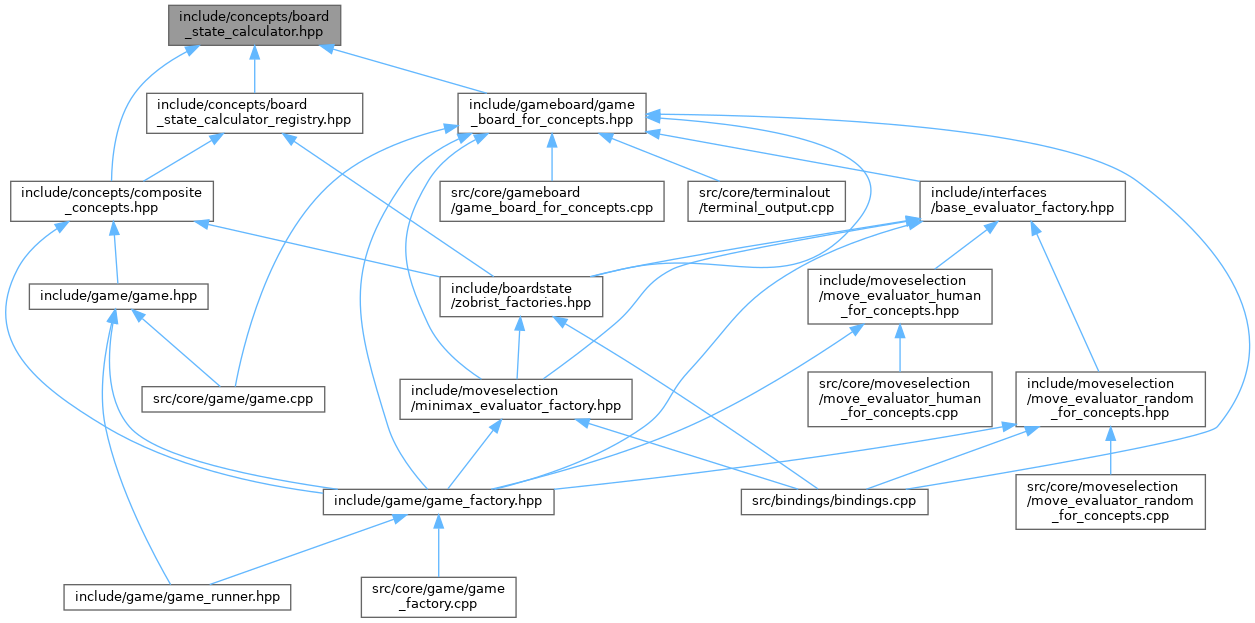 include/concepts/board
_state_calculator.hpp
include/concepts/board
_state_calculator_registry.hpp
include/gameboard/game
_board_for_concepts.hpp
include/concepts/composite
_concepts.hpp
src/core/gameboard
/game_board_for_concepts.cpp
src/core/terminalout
/terminal_output.cpp
include/interfaces
/base_evaluator_factory.hpp
include/game/game.hpp
include/boardstate
/zobrist_factories.hpp
include/moveselection
/move_evaluator_human
_for_concepts.hpp
src/core/game/game.cpp
include/moveselection
/minimax_evaluator_factory.hpp
src/core/moveselection
/move_evaluator_human
_for_concepts.cpp
include/moveselection
/move_evaluator_random
_for_concepts.hpp
include/game/game_factory.hpp
src/bindings/bindings.cpp
src/core/moveselection
/move_evaluator_random
_for_concepts.cpp
include/game/game_runner.hpp
src/core/game/game
_factory.cpp